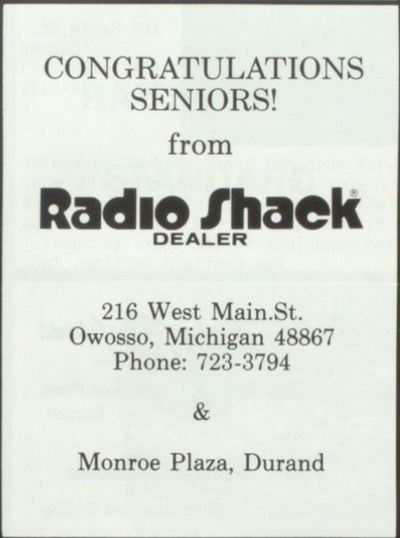 CONGRATULATIONS
SENIORS!
from
Radio Shack®
DEALER
216 West Main.St.
Owosso, Michigan 48867
Phone: 723-3794
&
Monroe Plaza, Durand